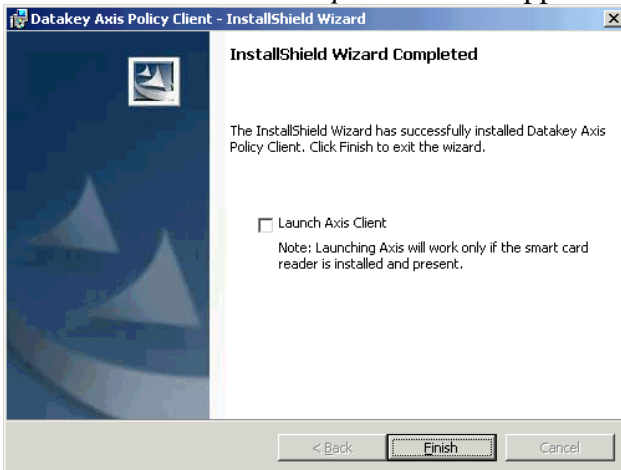 Datakey Axis Policy Client - InstallShield Wizard
InstallShield Wizard Completed
The InstallShield Wizard has successfully installed Datakey Axis
Policy Client. Click Finish to exit the wizard.
Launch Axis Client
Note: Launching Axis will work only if the smart card
reader is installed and present.
< Back
Finish
Cancel